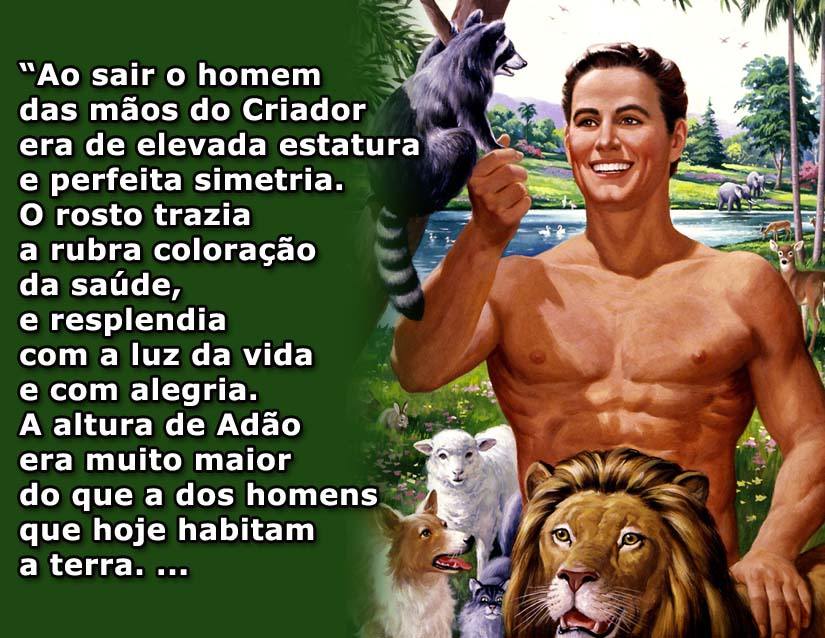 “Ao sair o homem
das mãos do Criador
era de elevada estatura
e perfeita simetria.
O rosto trazia
a rubra coloração
da saúde,
e resplendia
com a luz da vida
e com alegria.
A altura de Adão
era muito maior
do que a dos homens
que hoje habitam
a terra. ...